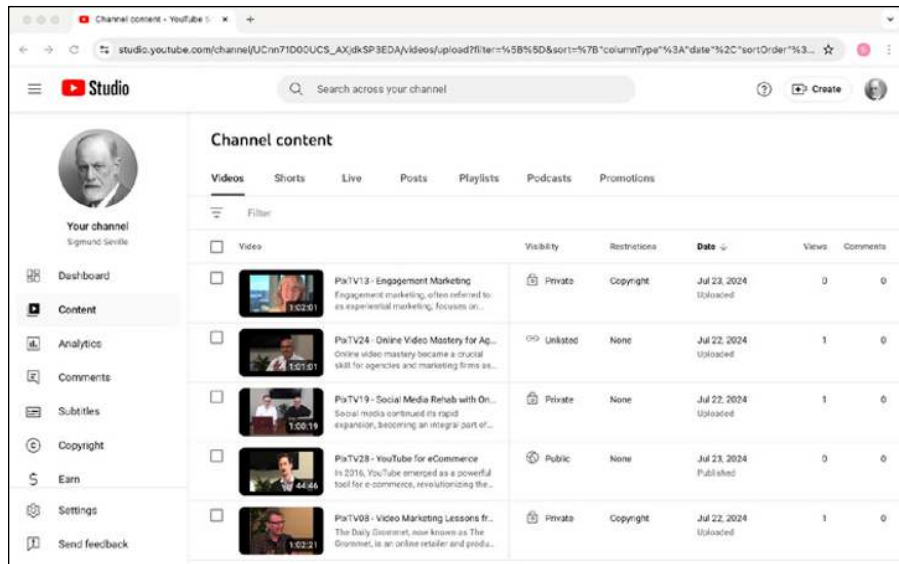 Channel content - YouTube S
studio.youtube.com/channel/UCnn71D00UCS_AXjdkSP3EDA/videos/upload?filter=%5B%5D&sort=%7B"columnType"%3A"date"%2C"sortOrder"%3...
Studio
Search across your channel
Create
Your channel
Sigmund Seville
Dashboard
Content
Analytics
Comments
Subtitles
Copyright
Earn
Settings
Send feedback
Channel content
Videos Shorts Live Posts Playlists Podcasts Promotions
Filter
Video Visibility Restrictions Date Views Comments
PixTV13 - Engagement Marketing Private Copyright Jul 23, 2024 0 0
Engagement marketing, often referred to Uploaded
as experiential marketing, focuses on...
1:02:01
PixTV24 - Online Video Mastery for Ag... Unlisted None Jul 22, 2024 1 0
Online video mastery became a crucial Uploaded
skill for agencies and marketing firms as...
1:01:01
PixTV19 - Social Media Rehab with On... Private None Jul 22, 2024 1 0
Social media continued its rapid Uploaded
expansion, becoming an integral part of...
1:00:19
PixTV28 - YouTube for eCommerce Public None Jul 23, 2024 0 0
In 2016, YouTube emerged as a powerful Published
tool for e-commerce, revolutionizing the...
44:46
PixTV08 - Video Marketing Lessons fr... Private Copyright Jul 22, 2024 1 0
The Daily Grommet, now known as The Uploaded
Grommet, is an online retailer and produ...
1:02:21